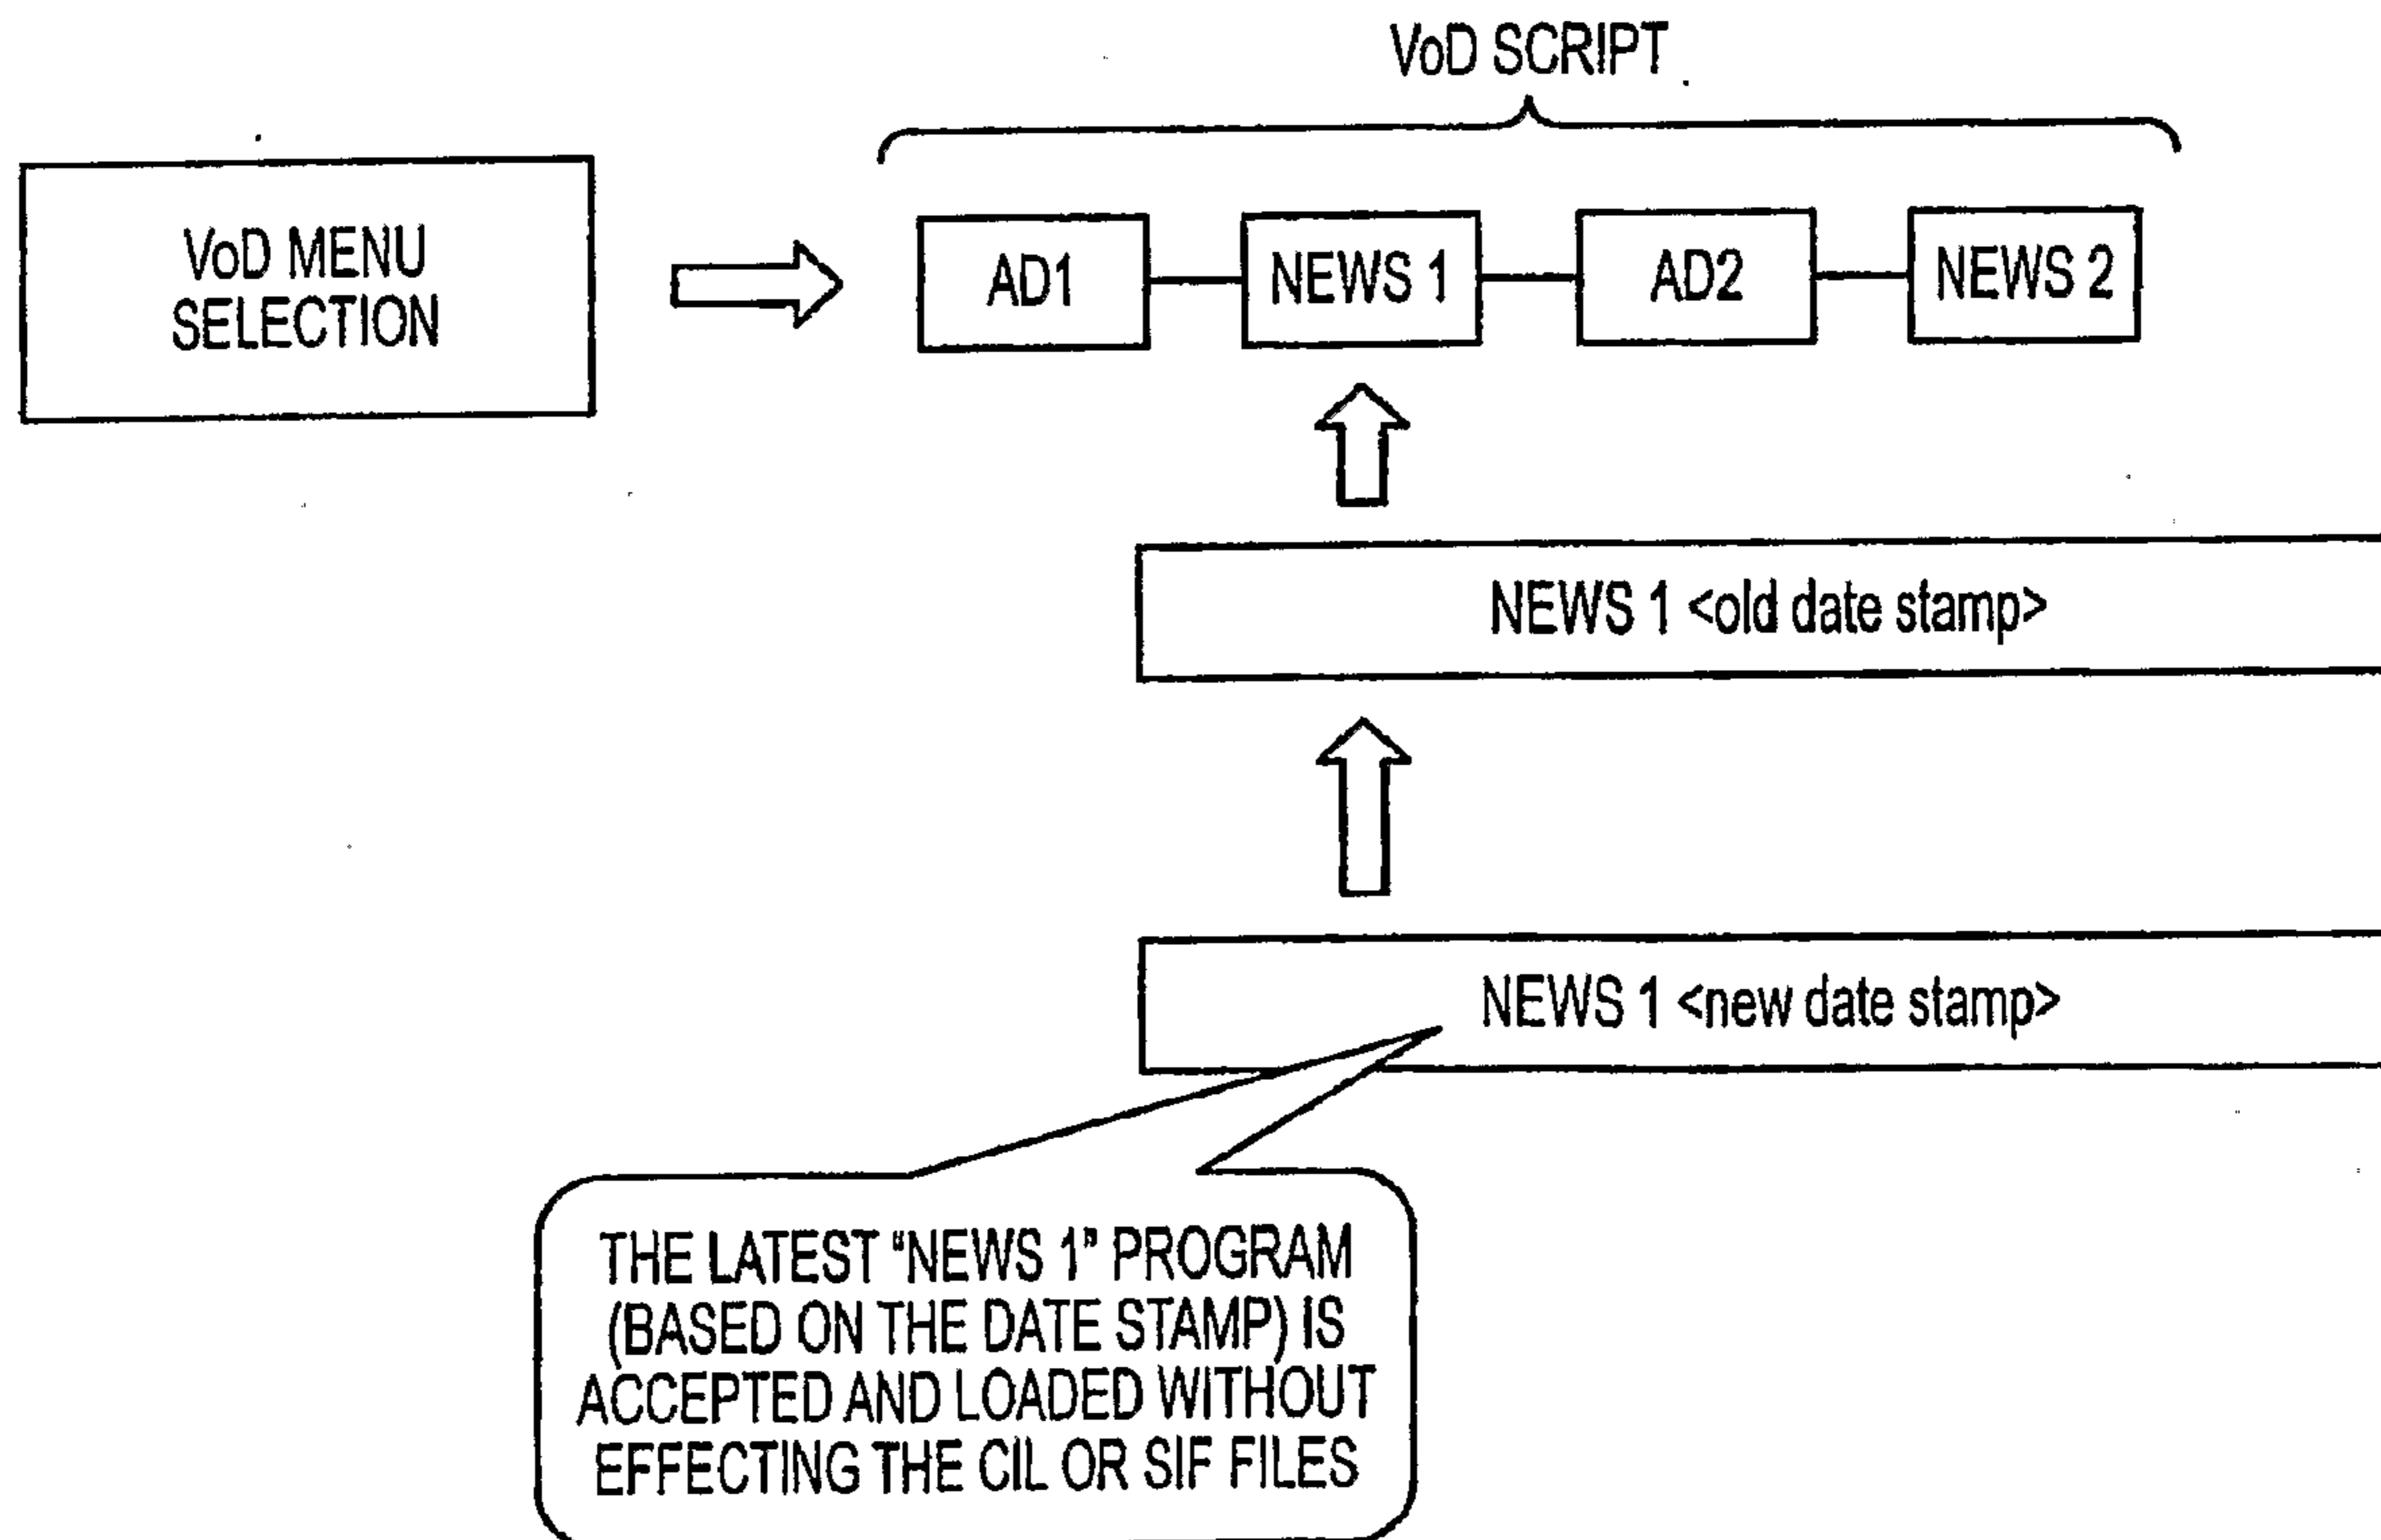 VoD SCRIPT
VoD MENU
SELECTION
AD1
NEWS 1
AD2
NEWS 2
NEWS 1 <old date stamp>
NEWS 1 <new date stamp>
THE LATEST "NEWS 1" PROGRAM
(BASED ON THE DATE STAMP) IS
ACCEPTED AND LOADED WITHOUT
EFFECTING THE CIL OR SIF FILES